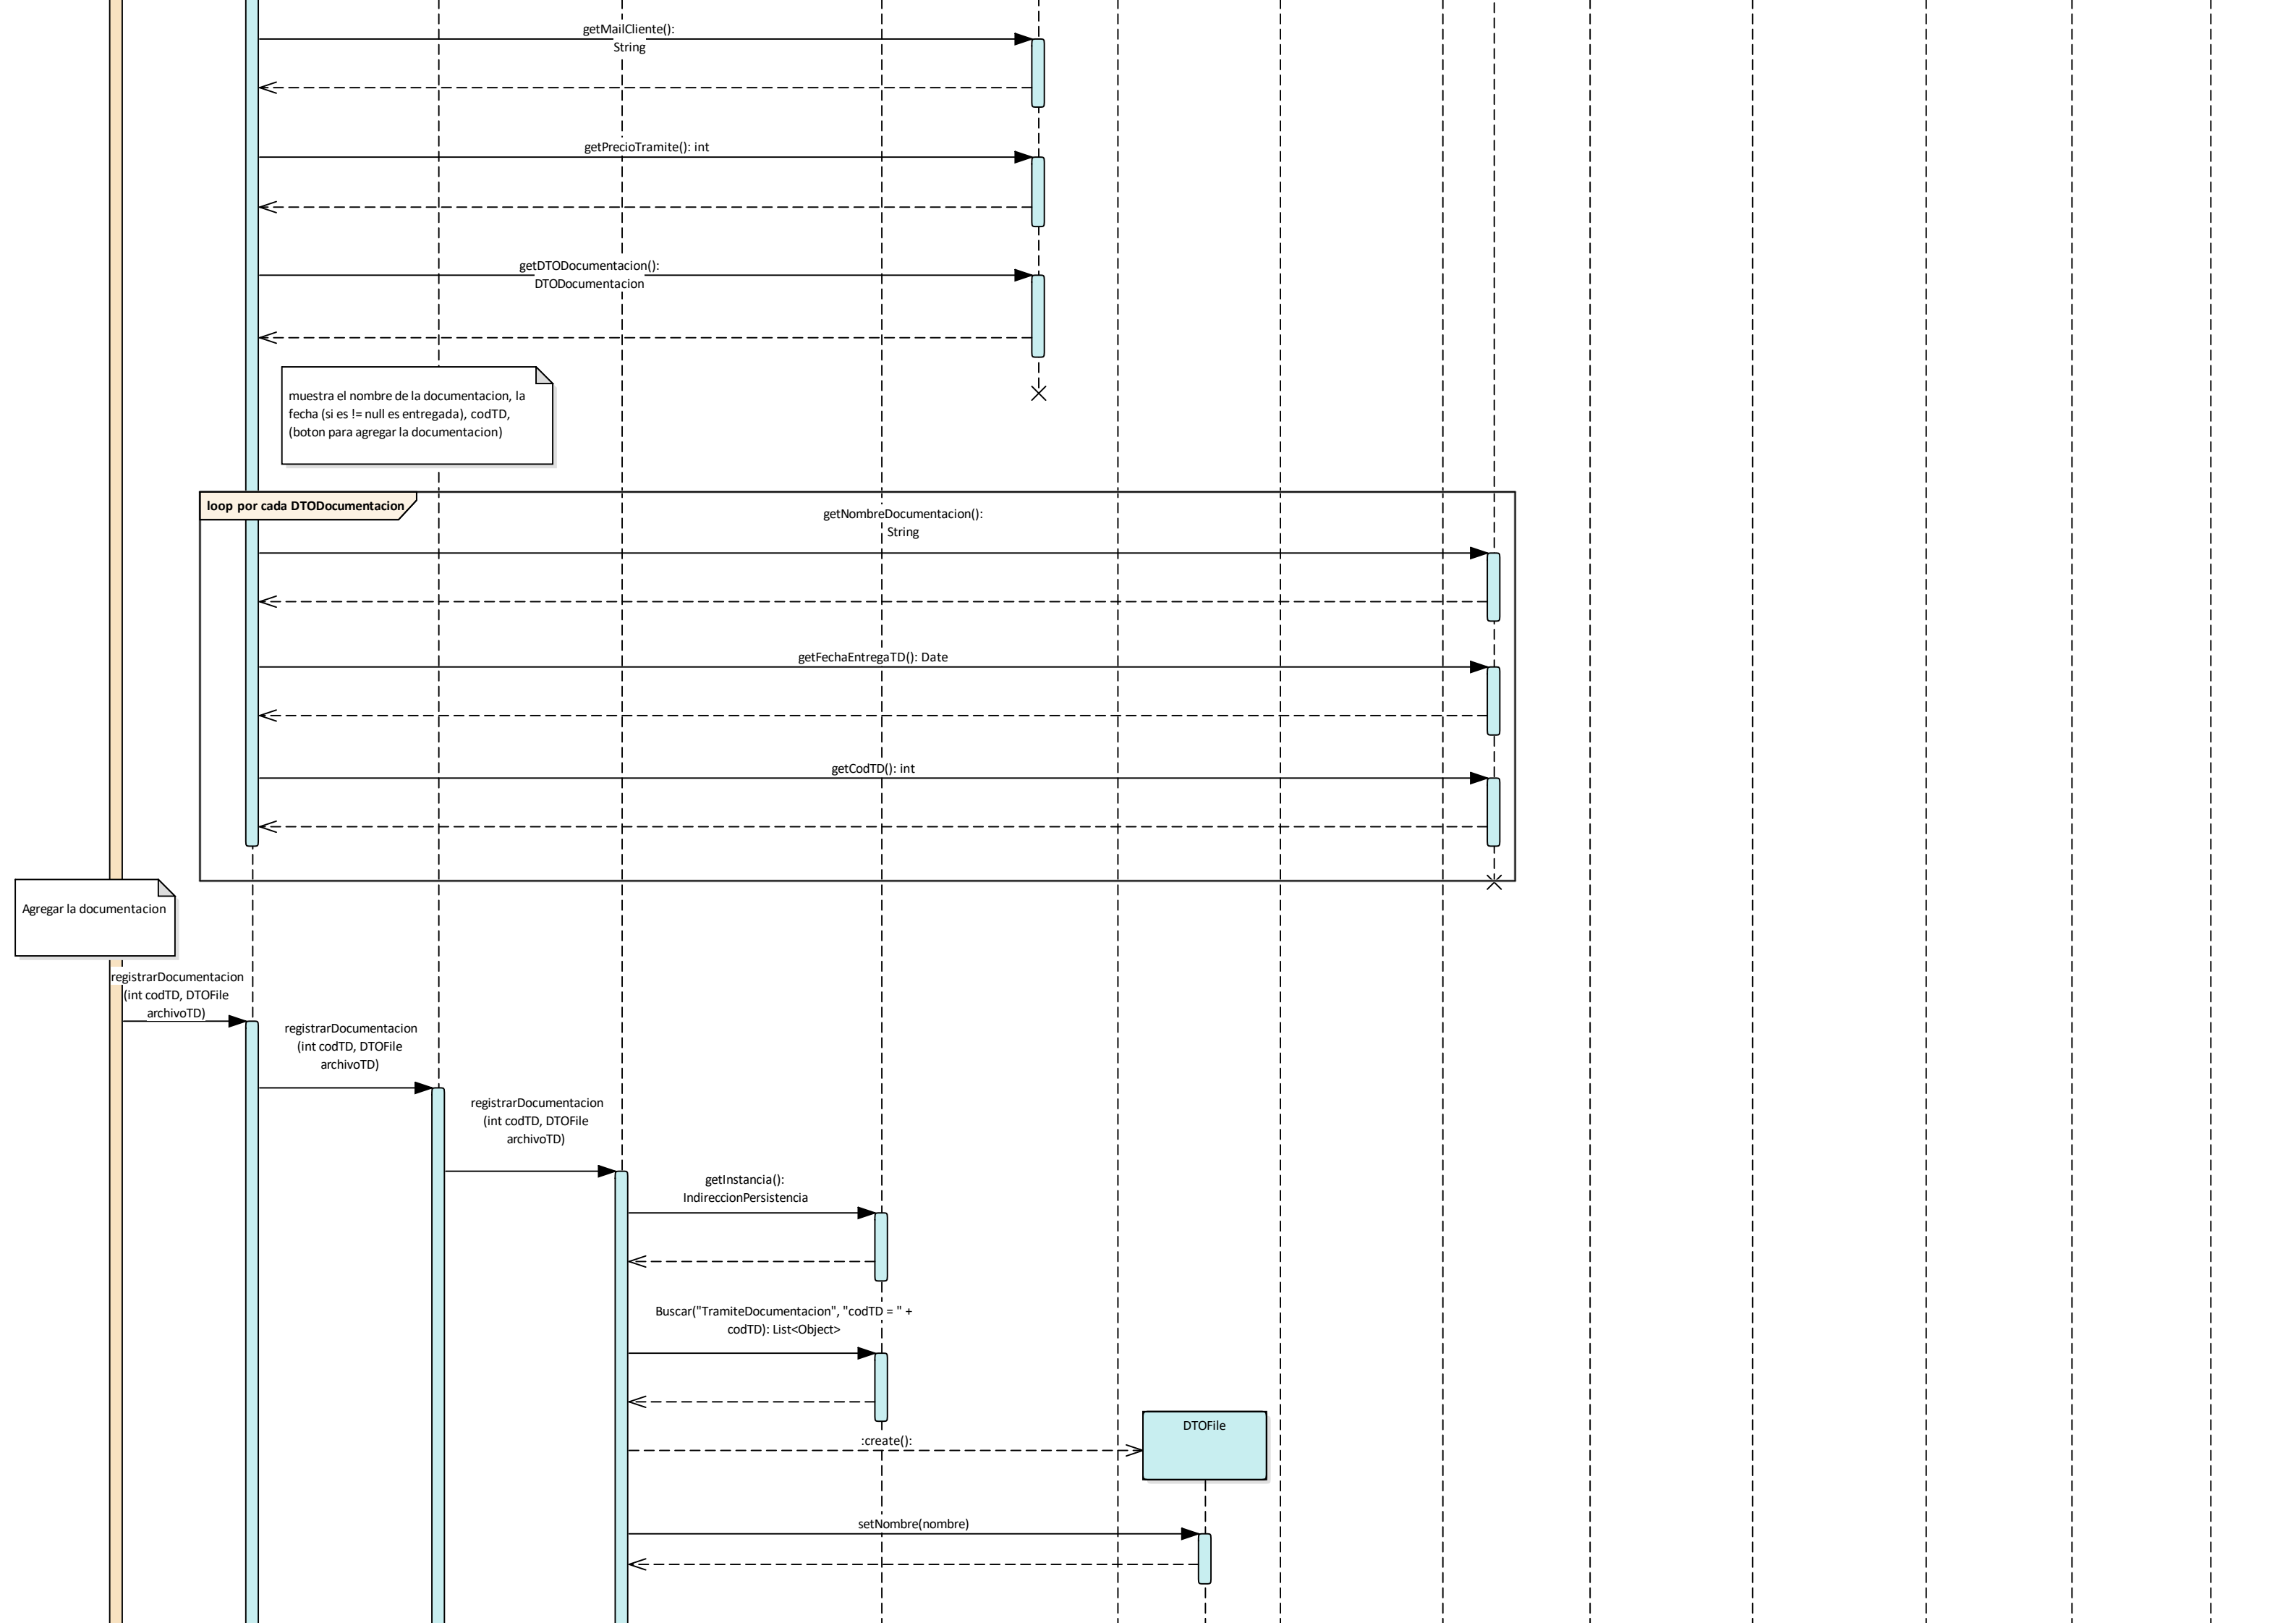 getMailCliente():
String
getPrecioTramite(): int
getDTODocumentacion():
DTODocumentacion
muestra el nombre de la documentacion, la
fecha (si es != null es entregada), codTD,
(boton para agregar la documentacion)
loop por cada DTODocumentacion
getNombreDocumentacion():
String
getFechaEntregaTD(): Date
getCodTD(): int
Agregar la documentacion
registrarDocumentacion
(int codTD, DTOFile
archivoTD)
registrarDocumentacion
(int codTD, DTOFile
archivoTD)
registrarDocumentacion
(int codTD, DTOFile
archivoTD)
getInstancia():
IndireccionPersistencia
Buscar("TramiteDocumentacion", "codTD = " +
codTD): List<Object>
DTOFile
:create():
setNombre(nombre)